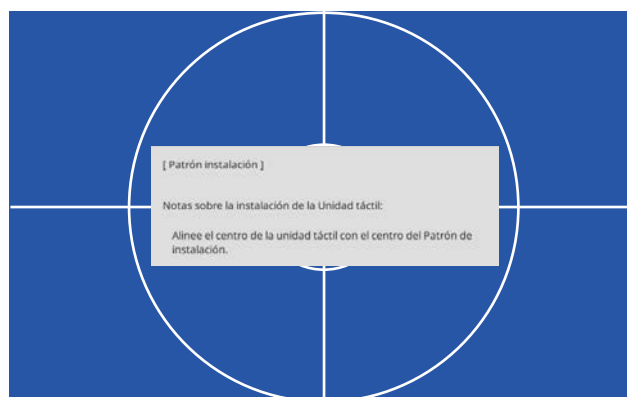 [ Patrón instalación ]
Notas sobre la instalación de la Unidad táctil:
Alinee el centro de la unidad táctil con el centro del Patrón de
instalación.